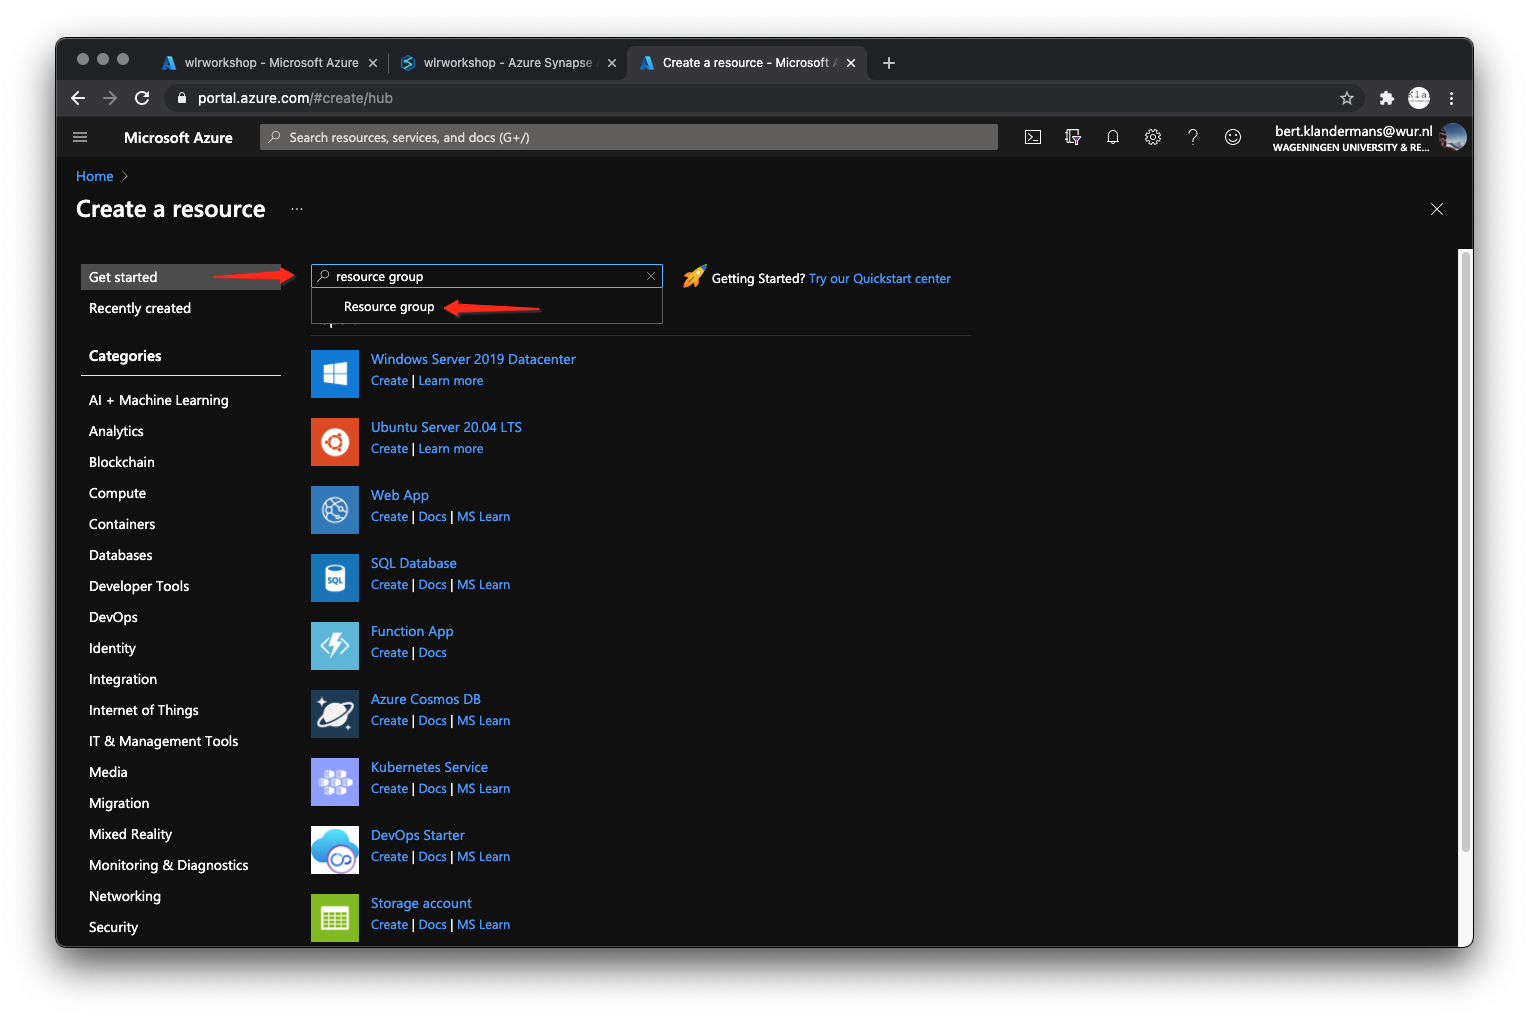 wlrworkshop - Microsoft Azure
wlrworkshop - Azure Synapse
Create a resource - Microsoft
portal.azure.com/#create/hub
Microsoft Azure
Search resources, services, and docs (G+/)
bert.klandermans@wur.nl
WAGENINGEN UNIVERSITY & RE...
Home
Create a resource
...
Get started
Recently created
Categories
AI + Machine Learning
Analytics
Blockchain
Compute
Containers
Databases
Developer Tools
DevOps
Identity
Integration
Internet of Things
IT & Management Tools
Media
Migration
Mixed Reality
Monitoring & Diagnostics
Networking
Security
resource group
Resource group
Getting Started? Try our Quickstart center
Windows Server 2019 Datacenter
Create | Learn more
Ubuntu Server 20.04 LTS
Create | Learn more
Web App
Create | Docs | MS Learn
SQL
SQL Database
Create | Docs | MS Learn
Function App
Create | Docs
Azure Cosmos DB
Create | Docs | MS Learn
Kubernetes Service
Create | Docs | MS Learn
DevOps Starter
Create | Docs | MS Learn
Storage account
Create | Docs | MS Learn